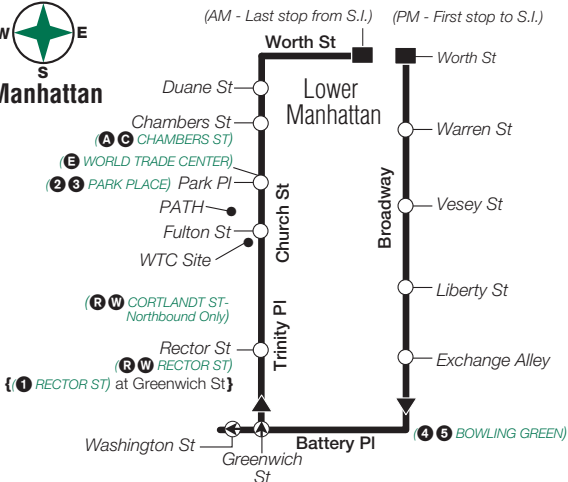 W E
S
Manhattan
(AM - Last stop from S.I.)
(PM - First stop to S.I.)
Worth St
Worth St
Lower
Manhattan
Duane St
Chambers St
(A C CHAMBERS ST)
(E WORLD TRADE CENTER)
(2 3 PARK PLACE) Park Pl
PATH
Fulton St
WTC Site
Church St
(R W CORTLANDT ST-
Northbound Only)
Trinity Pl
Rector St
(R W RECTOR ST)
{(1 RECTOR ST) at Greenwich St}
Broadway
Warren St
Vesey St
Liberty St
Exchange Alley
(4 5 BOWLING GREEN)
Battery Pl
Washington St
Greenwich
St